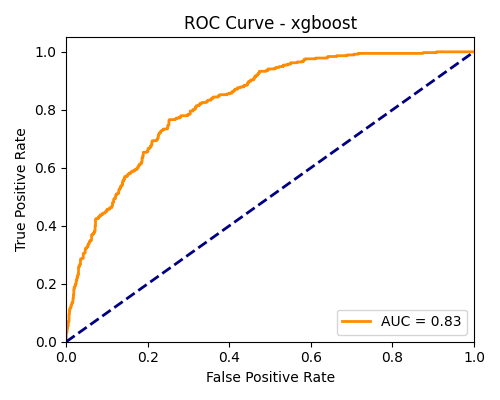 ROC Curve - xgboost
True Positive Rate
1.0
0.8
0.6
0.4
0.2
0.0
AUC = 0.83
0.0 0.2 0.4 0.6 0.8 1.0
False Positive Rate